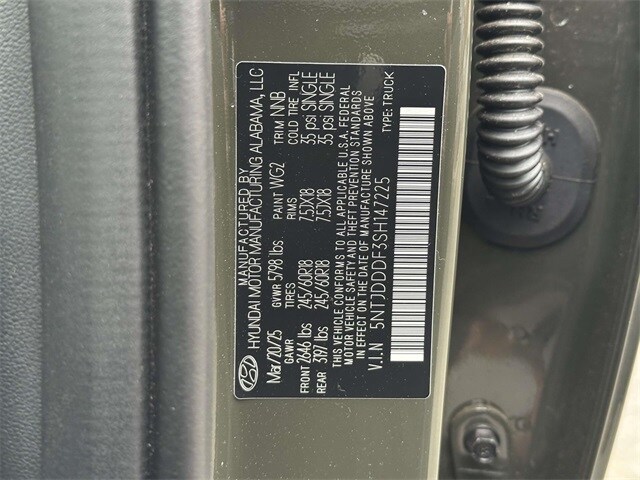 MANUFACTURED BY
HYUNDAI MOTOR MANUFACTURING ALABAMA, LLC
Mar/20/25 GVWR 5798 lbs PAINT WG2 TRIM NNB
GAWR TIRES RIMS COLD TIRE INFL
FRONT 2646 lbs 245/60R18 7.5JX18 35 psi SINGLE
REAR 3197 lbs 245/60R18 7.5JX18 35 psi SINGLE
THIS VEHICLE CONFORMS TO ALL APPLICABLE U.S.A. FEDERAL
MOTOR VEHICLE SAFETY AND THEFT PREVENTION STANDARDS
IN EFFECT ON THE DATE OF MANUFACTURE SHOWN ABOVE
V.I.N 5NTJDDDF3SH147225 TYPE: TRUCK